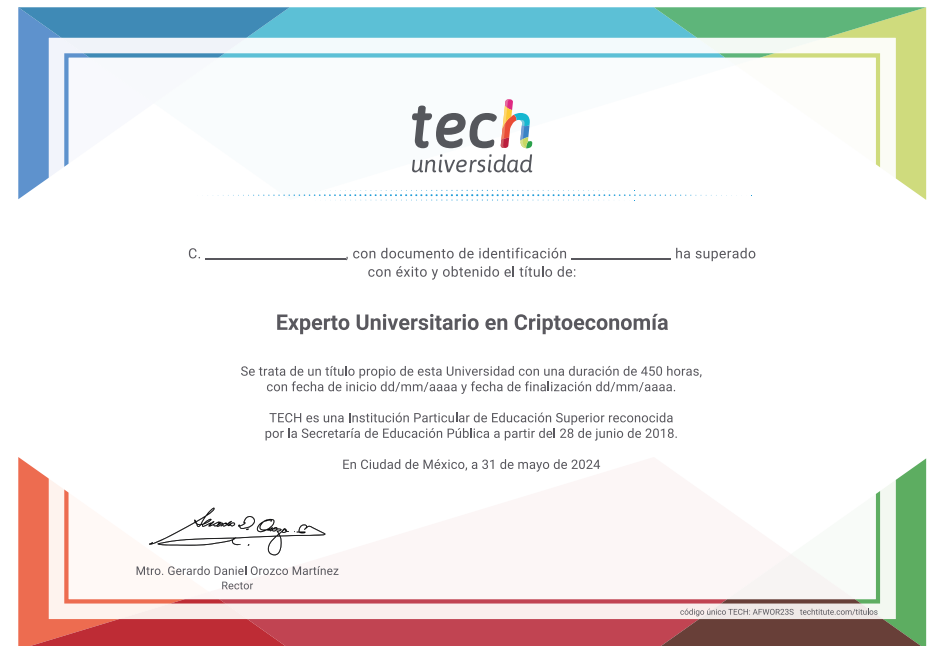 tech
universidad
C. ________________, con documento de identificación ___________ ha superado
con éxito y obtenido el título de:
Experto Universitario en Criptoeconomía
Se trata de un título propio de esta Universidad con una duración de 450 horas,
con fecha de inicio dd/mm/aaaa y fecha de finalización dd/mm/aaaa.
TECH es una Institución Particular de Educación Superior reconocida
por la Secretaría de Educación Pública a partir del 28 de junio de 2018.
En Ciudad de México, a 31 de mayo de 2024
Mtro. Gerardo Daniel Orozco Martínez
Rector
código único TECH: AFWOR23S techtitute.com/titulos